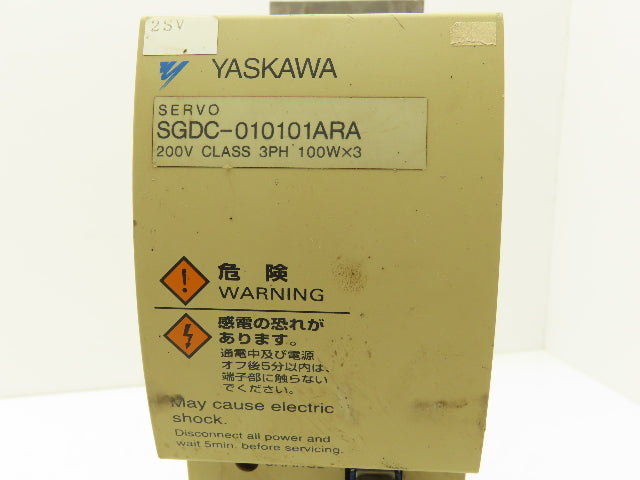 2SV
YASKAWA
SERVO
SGDC-010101ARA
200V CLASS 3PH 100W×3
危 険
WARNING
感電の恐れが
あります。
通電中及び電源
オフ後5分以内は、
端子部に触らない
でください。
May cause electric
shock.
Disconnect all power and
wait 5min. before servicing.